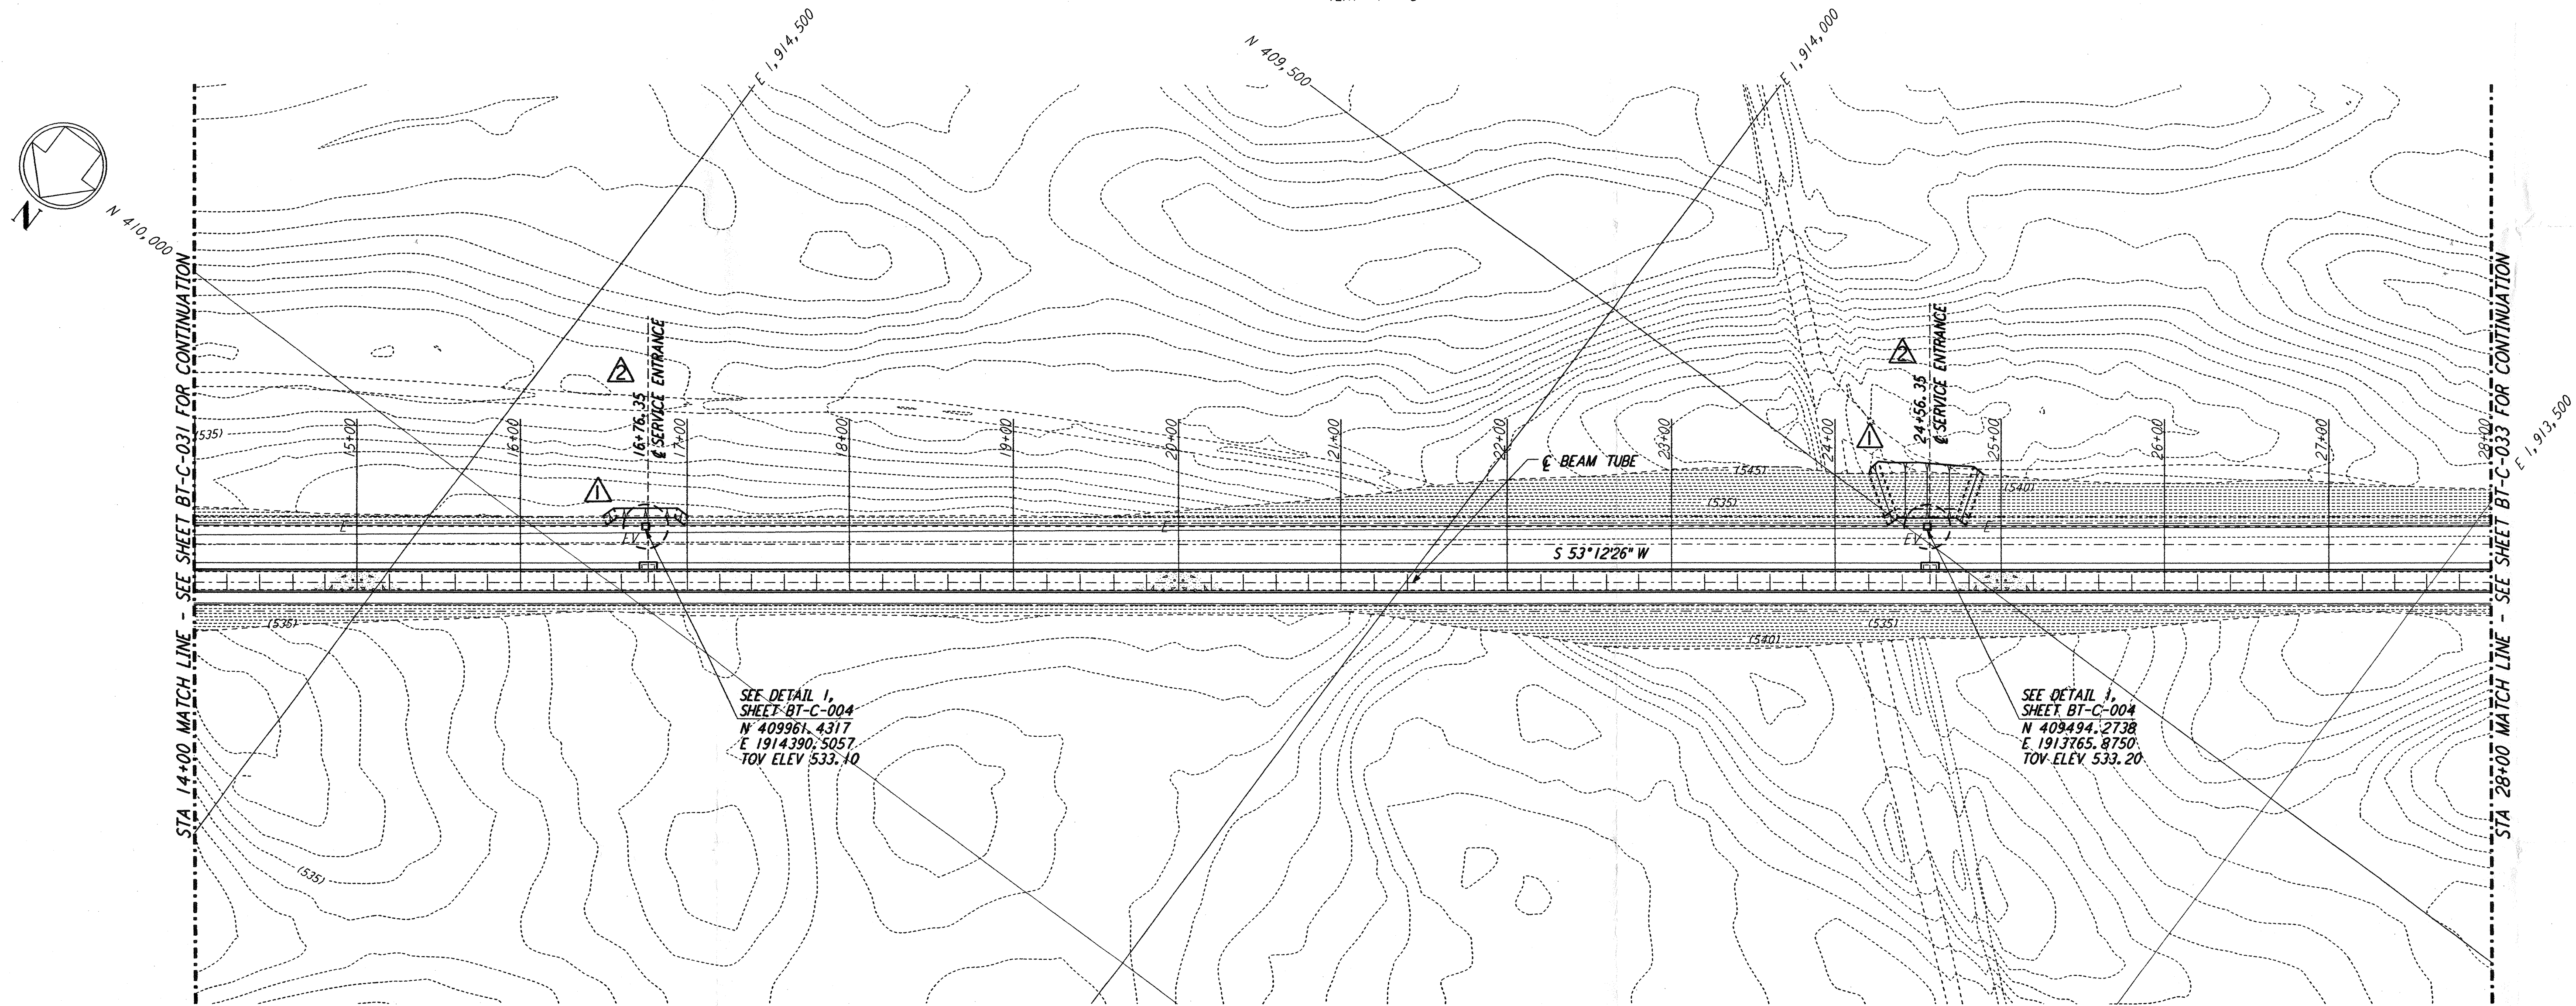 E 1,914,500
N 409,500
E 1,914,000
N
N 410,000
STA 14+00 MATCH LINE - SEE SHEET BT-C-031 FOR CONTINUATION
(535)
15+00
16+00
2
16+76.35
℄ SERVICE ENTRANCE
1
17+00
18+00
19+00
20+00
21+00
22+00
℄ BEAM TUBE
23+00
(545)
(535)
24+00
2
24+56.35
℄ SERVICE ENTRANCE
1
25+00
(540)
26+00
27+00
28+00
E 1,913,500
STA 28+00 MATCH LINE - SEE SHEET BT-C-033 FOR CONTINUATION
E
EV
E
S 53°12'26" W
EV
E
(535)
(540)
(535)
SEE DETAIL 1,
SHEET BT-C-004
N 409961.4317
E 1914390.5057
TOV ELEV 533.10
SEE DETAIL 1,
SHEET BT-C-004
N 409494.2738
E 1913765.8750
TOV ELEV 533.20
(535)